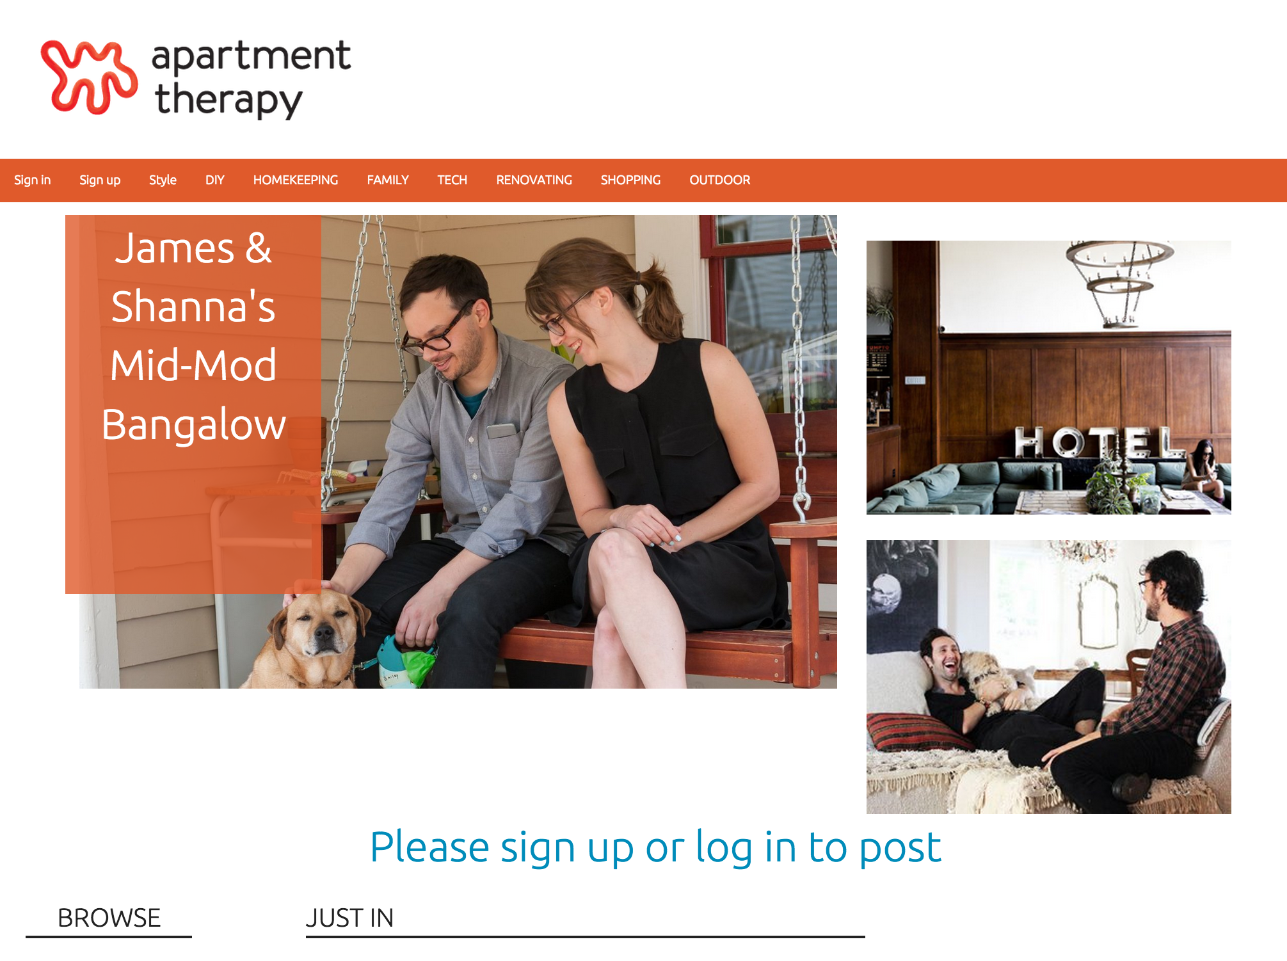 apartment
therapy
Sign in Sign up Style DIY HOMEKEEPING FAMILY TECH RENOVATING SHOPPING OUTDOOR
James &
Shanna's
Mid-Mod
Bangalow
HOTEL
Please sign up or log in to post
BROWSE JUST IN